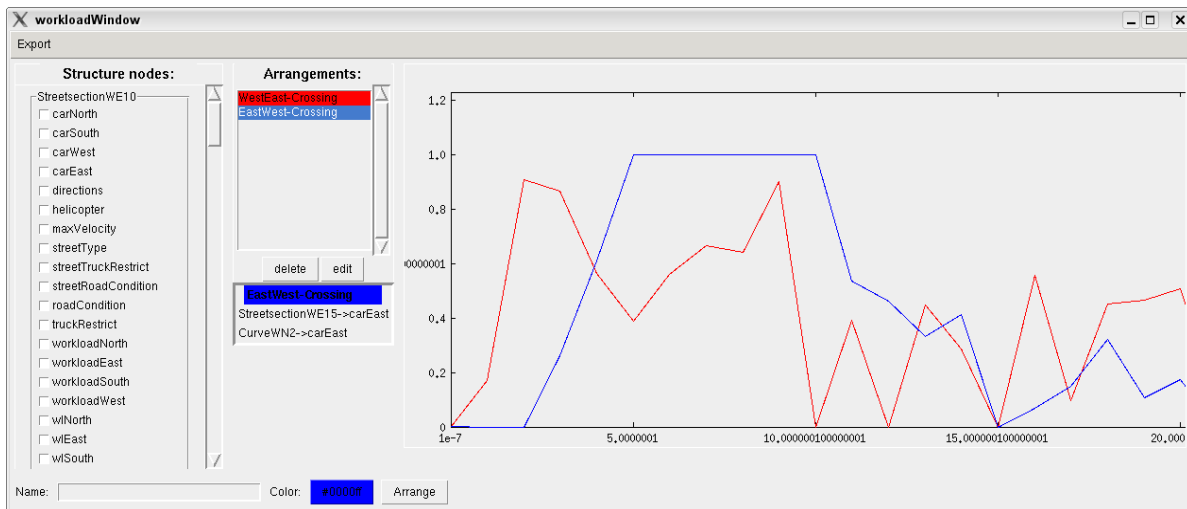 workloadWindow
Export
Structure nodes:
StreetsectionWE10
carNorth
carSouth
carWest
carEast
directions
helicopter
maxVelocity
streetType
streetTruckRestrict
streetRoadCondition
roadCondition
truckRestrict
workloadNorth
workloadEast
workloadSouth
workloadWest
wlNorth
wlEast
wlSouth
Arrangements:
WestEast-Crossing
EastWest-Crossing
delete edit
EastWest-Crossing
StreetsectionWE15->carEast
CurveWN2->carEast
1.2
1.0
0.8
0000001
0.4
0.2
0
1e-7 5.0000001 10.000000100000001 15.000000100000001 20.000
Name: Color: Arrange